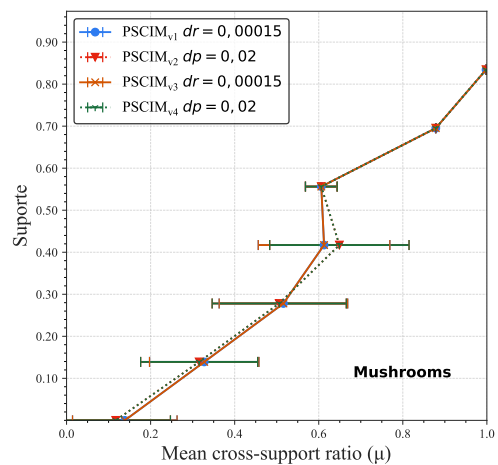 PSCIMv1 dr = 0, 00015
PSCIMv2 dp = 0, 02
PSCIMv3 dr = 0, 00015
PSCIMv4 dp = 0, 02
0.90
0.80
0.70
0.60
0.50
0.40
0.30
0.20
0.10
Suporte
Mushrooms
0.0 0.2 0.4 0.6 0.8 1.0
Mean cross-support ratio (μ)